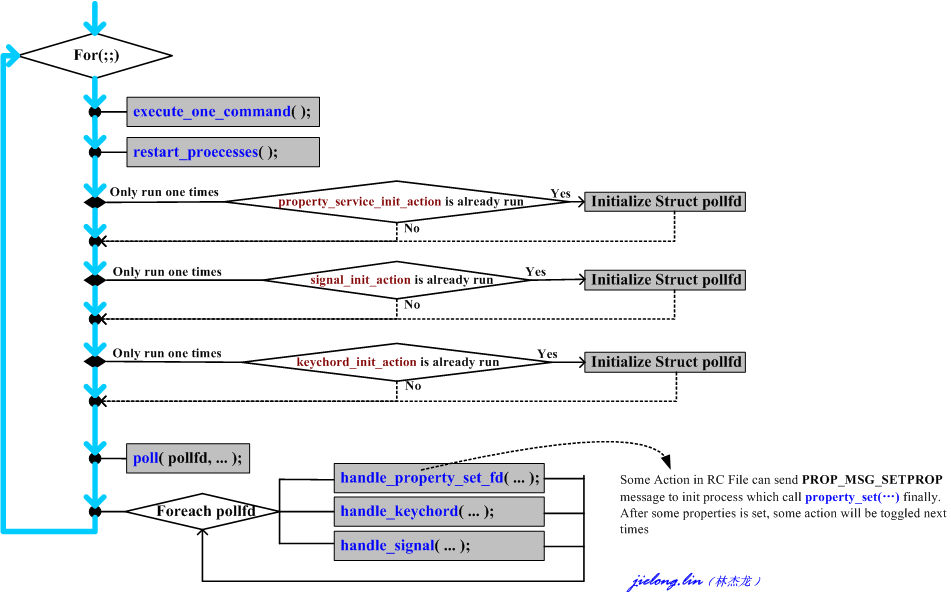 For(;;)
execute_one_command( );
restart_proecesses( );
Only run one times
property_service_init_action is already run
Yes
Initialize Struct pollfd
No
Only run one times
signal_init_action is already run
Yes
Initialize Struct pollfd
No
Only run one times
keychord_init_action is already run
Yes
Initialize Struct pollfd
No
poll( pollfd, ... );
Foreach pollfd
handle_property_set_fd( ... );
handle_keychord( ... );
handle_signal( ... );
Some Action in RC File can send PROP_MSG_SETPROP
message to init process which call property_set(···) finally.
After some properties is set, some action will be toggled next
times
jielong.lin (林杰龙)